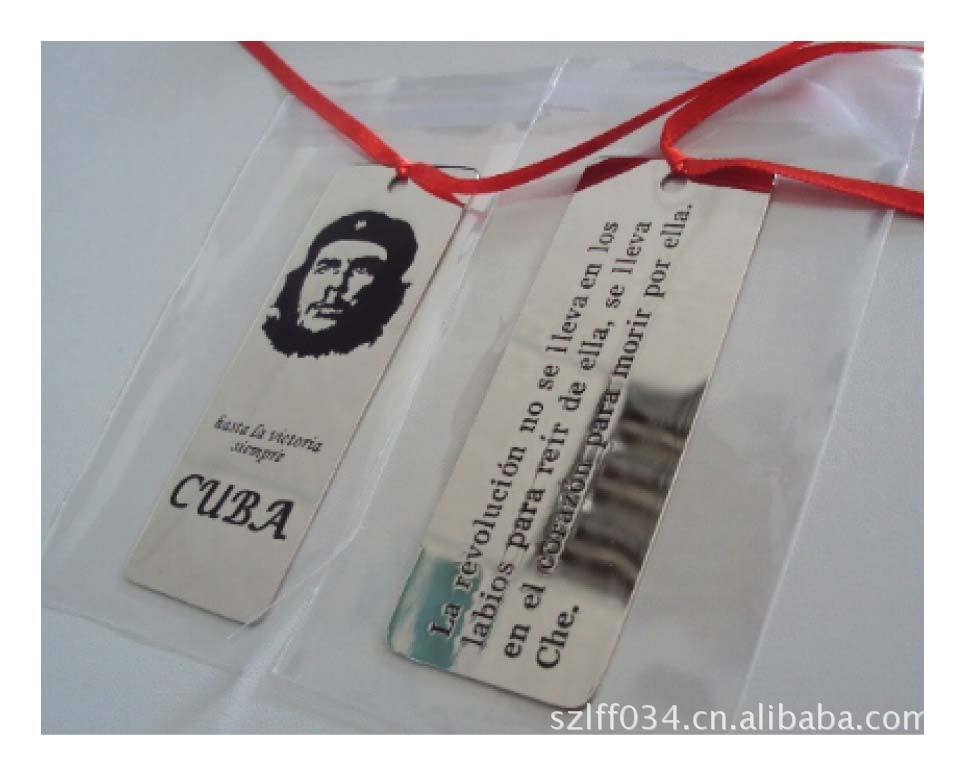 hasta la victoria
siempre
CUBA
La revolución no se lleva en los
labios para reir de ella, se lleva
en el corazón para morir por ella.
Che.
szlff034.cn.alibaba.com